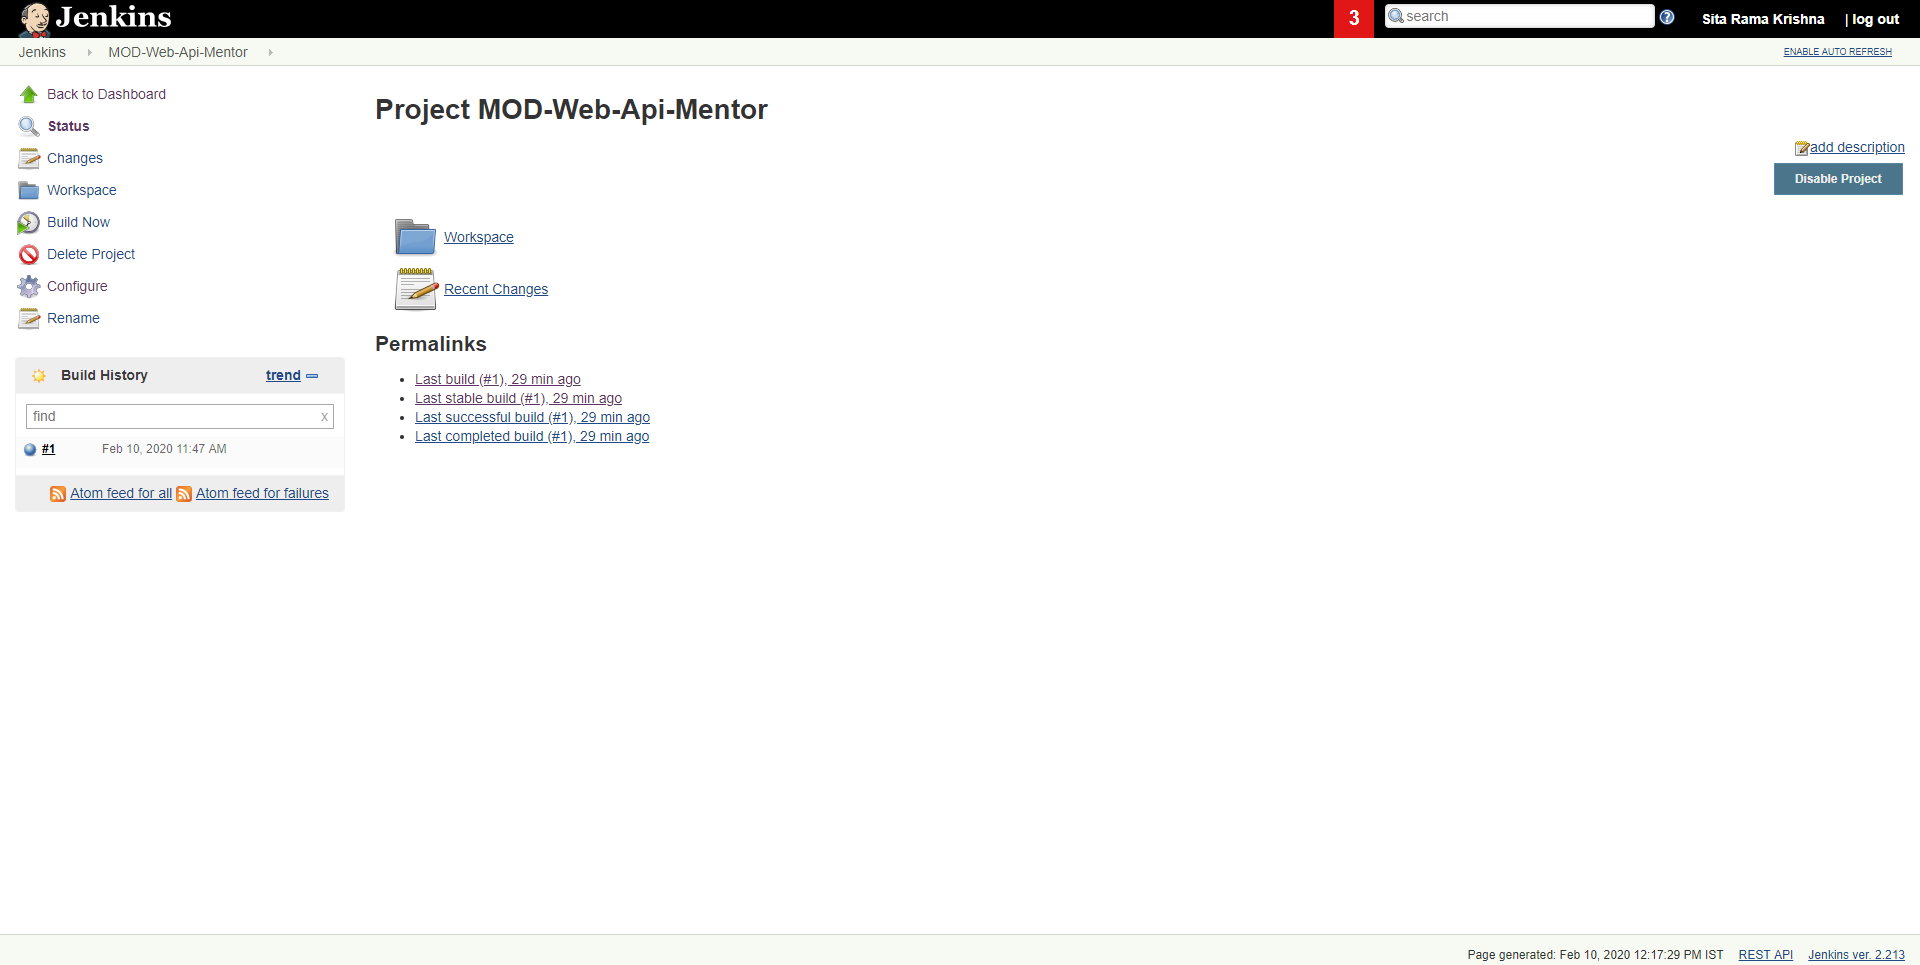 Jenkins
3
search
Sita Rama Krishna
| log out
Jenkins
MOD-Web-Api-Mentor
ENABLE AUTO REFRESH
Back to Dashboard
Status
Changes
Workspace
Build Now
Delete Project
Configure
Rename
Build History
trend
find
x
#1
Feb 10, 2020 11:47 AM
Atom feed for all
Atom feed for failures
Project MOD-Web-Api-Mentor
add description
Disable Project
Workspace
Recent Changes
Permalinks
Last build (#1), 29 min ago
Last stable build (#1), 29 min ago
Last successful build (#1), 29 min ago
Last completed build (#1), 29 min ago
Page generated: Feb 10, 2020 12:17:29 PM IST
REST API
Jenkins ver. 2.213